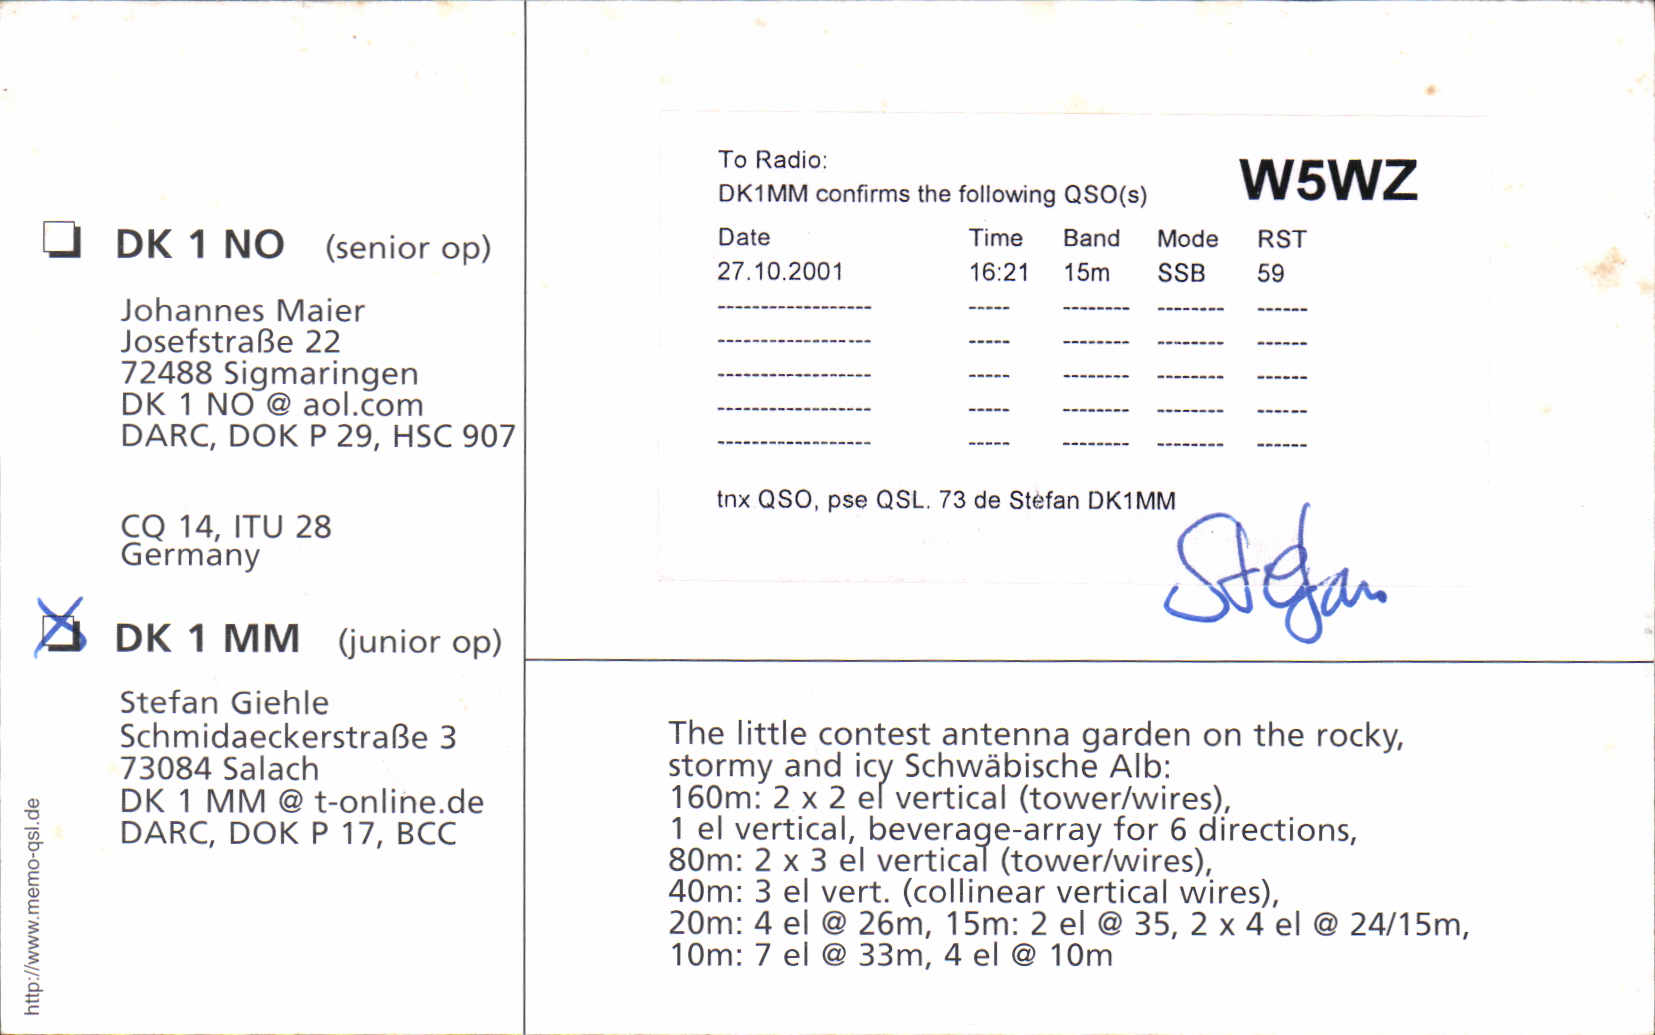 DK 1 NO (senior op)
Johannes Maier
Josefstraße 22
72488 Sigmaringen
DK 1 NO @ aol.com
DARC, DOK P 29, HSC 907
CQ 14, ITU 28
Germany
DK 1 MM (junior op)
Stefan Giehle
Schmidaeckerstraße 3
73084 Salach
DK 1 MM @ t-online.de
DARC, DOK P 17, BCC
http://www.memo-qsl.de
To Radio: W5WZ
DK1MM confirms the following QSO(s)
Date Time Band Mode RST
27.10.2001 16:21 15m SSB 59
------------------ ----- -------- -------- ------
------------------ ----- -------- -------- ------
------------------ ----- -------- -------- ------
------------------ ----- -------- -------- ------
------------------ ----- -------- -------- ------
tnx QSO, pse QSL. 73 de Stefan DK1MM
Stefan
The little contest antenna garden on the rocky,
stormy and icy Schwäbische Alb:
160m: 2 x 2 el vertical (tower/wires),
1 el vertical, beverage-array for 6 directions,
80m: 2 x 3 el vertical (tower/wires),
40m: 3 el vert. (collinear vertical wires),
20m: 4 el @ 26m, 15m: 2 el @ 35, 2 x 4 el @ 24/15m,
10m: 7 el @ 33m, 4 el @ 10m